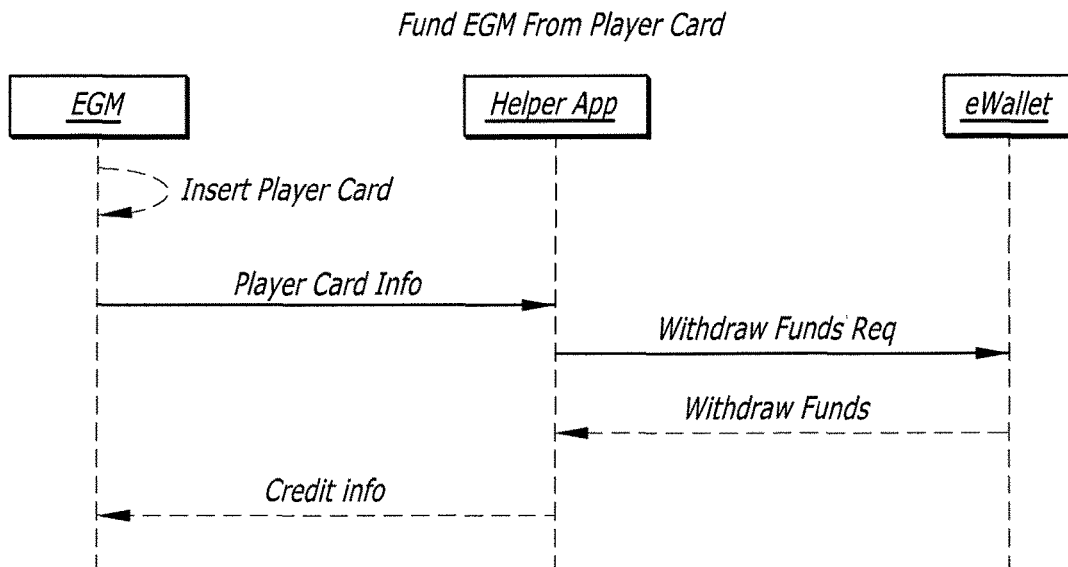 Fund EGM From Player Card
EGM
Helper App
eWallet
Insert Player Card
Player Card Info
Withdraw Funds Req
Withdraw Funds
Credit info